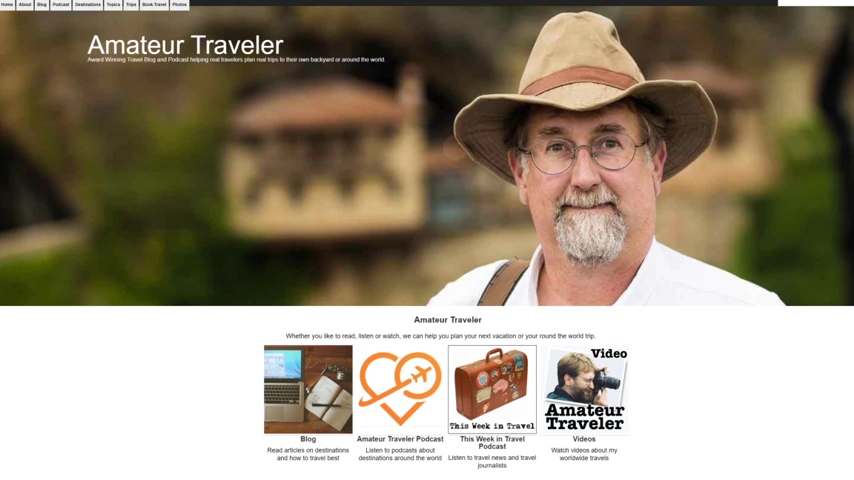 Home About Blog Podcast Destinations Topics Trips Book Travel Photos
Amateur Traveler
Award Winning Travel Blog and Podcast helping real travelers plan real trips to their own backyard or around the world.
Amateur Traveler
Whether you like to read, listen or watch, we can help you plan your next vacation or your round the world trip.
This Week in Travel
Video
Amateur
Traveler
Blog
Read articles on destinations
and how to travel best
Amateur Traveler Podcast
Listen to podcasts about
destinations around the world
This Week in Travel
Podcast
Listen to travel news and travel
journalists
Videos
Watch videos about my
worldwide travels